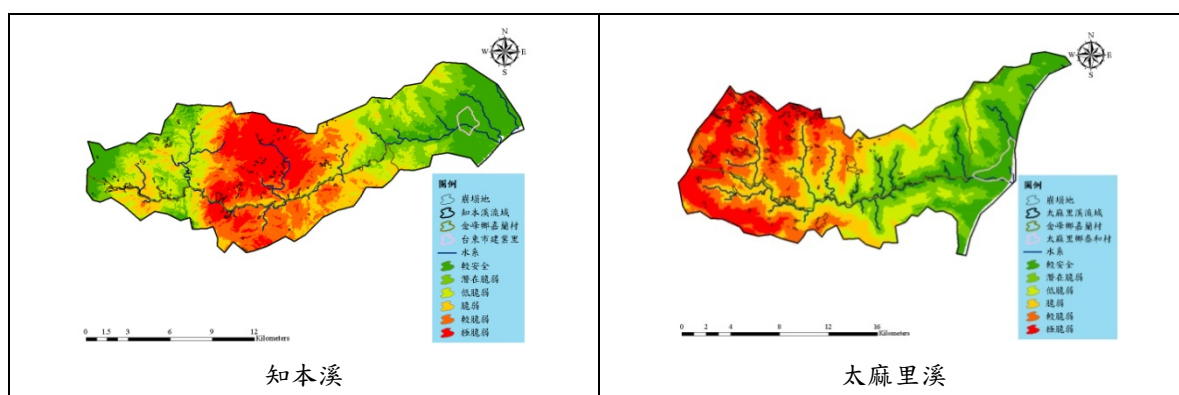 N
W E
S
圖例
崩塌地
知本溪流域
金峰鄉嘉蘭村
台東市建業里
水系
較安全
潛在脆弱
低脆弱
脆弱
較脆弱
極脆弱
0 1.5 3 6 9 12
Kilometers
知本溪
N
W E
S
圖例
崩塌地
太麻里溪流域
金峰鄉嘉蘭村
太麻里鄉泰和村
水系
較安全
潛在脆弱
低脆弱
脆弱
較脆弱
極脆弱
0 2 4 8 12 16
Kilometers
太麻里溪